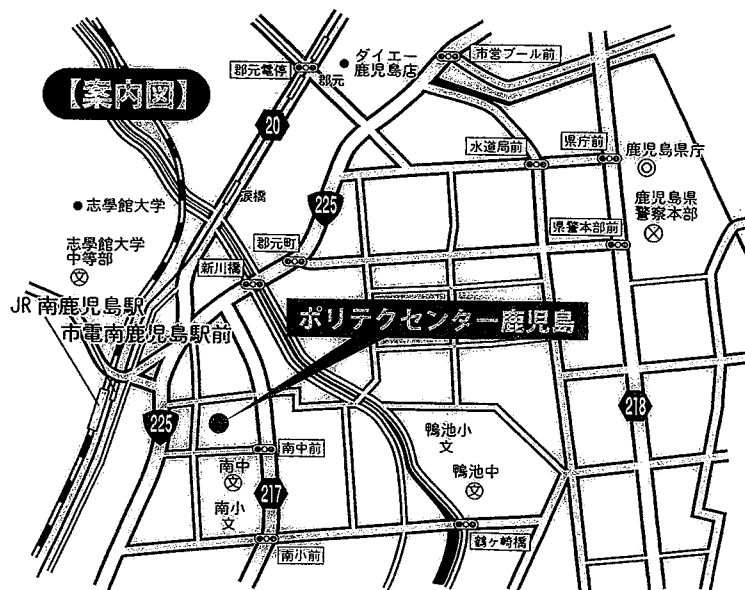 【案内図】
郡元電停
郡元
ダイエー
鹿児島店
市営プール前
20
水道局前
県庁前
鹿児島県庁
涙橋
志學館大学
225
鹿児島県
警察本部
県警本部前
志學館大学
中等部
文
郡元町
新川橋
JR南鹿児島駅
市電南鹿児島駅前
ポリテクセンター鹿児島
225
218
鴨池小
文
南中前
鴨池中
文
南中
文
217
南小
文
南小前
鶴ヶ崎橋